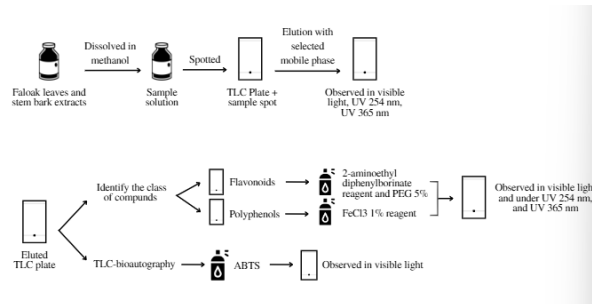 Dissolved in
methanol
Spotted
Elution with
selected
mobile phase
Faloak leaves and
stem bark extracts
Sample
solution
TLC Plate +
sample spot
Observed in visible
light, UV 254 nm,
UV 365 nm
Identify the class
of compunds
Flavonoids
2-aminoethyl
diphenylborinate
reagent and PEG 5%
Polyphenols
FeCl3 1% reagent
Observed in visible light
and under UV 254 nm,
and UV 365 nm
Eluted
TLC plate
TLC-bioautography
ABTS
Observed in visible light